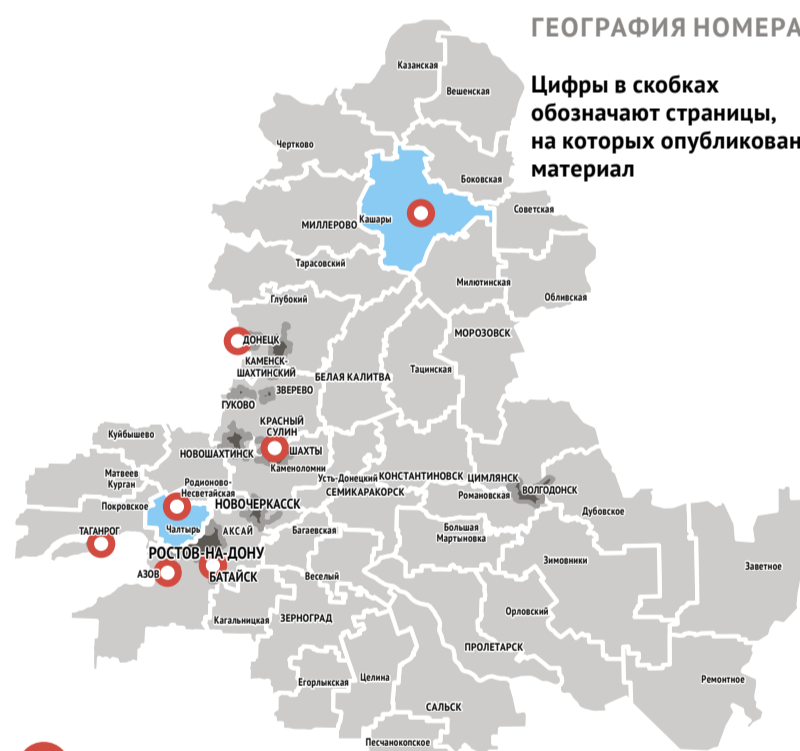 ГЕОГРАФИЯ НОМЕРА
Цифры в скобках
обозначают страницы,
на которых опубликован
материал
Казанская
Вешенская
Чертково
Боковская
Советская
Кашары
МИЛЛЕРОВО
Тарасовский
Милютинская
Обливская
Глубокий
МОРОЗОВСК
ДОНЕЦК
КАМЕНСК-
ШАХТИНСКИЙ
Тацинская
БЕЛАЯ КАЛИТВА
ЗВЕРЕВО
ГУКОВО
КРАСНЫЙ
СУЛИН
Куйбышево
НОВОШАХТИНСК
ШАХТЫ
Каменоломни
Матвеев
Курган
Усть-Донецкий
КОНСТАНТИНОВСК
ЦИМЛЯНСК
Родионово-
Несветайская
СЕМИКАРАКОРСК
Романовская
ВОЛГОДОНСК
Покровское
НОВОЧЕРКАССК
Дубовское
ТАГАНРОГ
Чалтырь
АКСАЙ
Багаевская
Большая
Мартыновка
РОСТОВ-НА-ДОНУ
Зимовники
Заветное
АЗОВ
БАТАЙСК
Веселый
Орловский
Кагальницкая
ЗЕРНОГРАД
ПРОЛЕТАРСК
Егорлыкская
Целина
Ремонтное
САЛЬСК
Песчанокопское